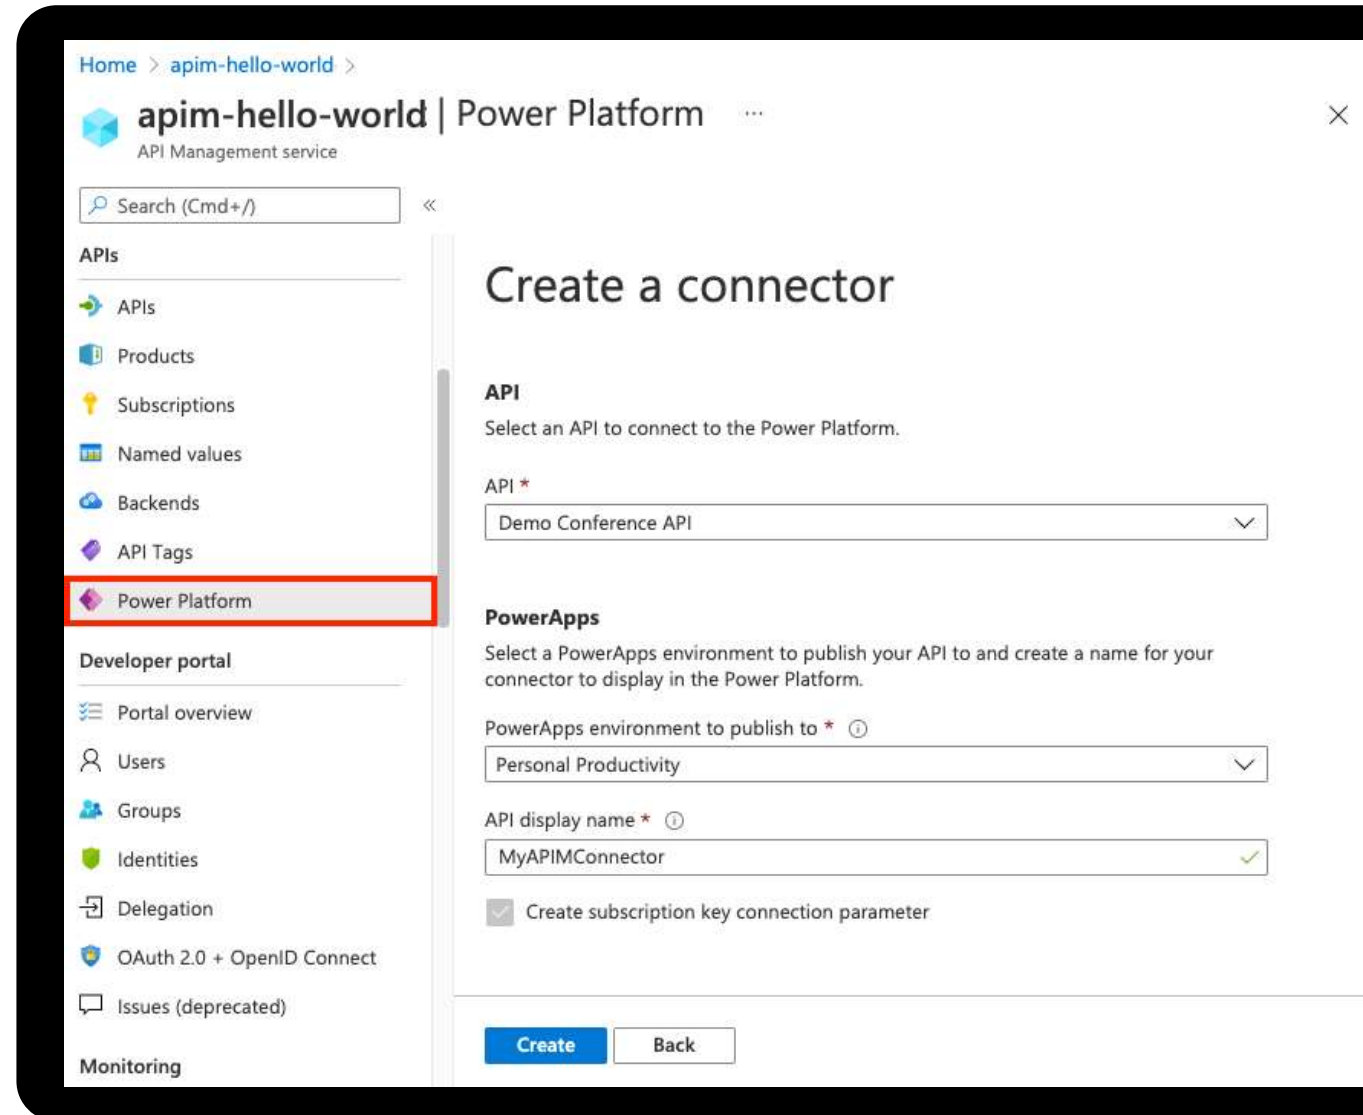 Home > apim-hello-world >
apim-hello-world | Power Platform ...
API Management service
Search (Cmd+/)
«
APIs
APIs
Products
Subscriptions
Named values
Backends
API Tags
Power Platform
Developer portal
Portal overview
Users
Groups
Identities
Delegation
OAuth 2.0 + OpenID Connect
Issues (deprecated)
Monitoring
Create a connector
API
Select an API to connect to the Power Platform.
API *
Demo Conference API
PowerApps
Select a PowerApps environment to publish your API to and create a name for your
connector to display in the Power Platform.
PowerApps environment to publish to *
Personal Productivity
API display name *
MyAPIMConnector
Create subscription key connection parameter
Create Back